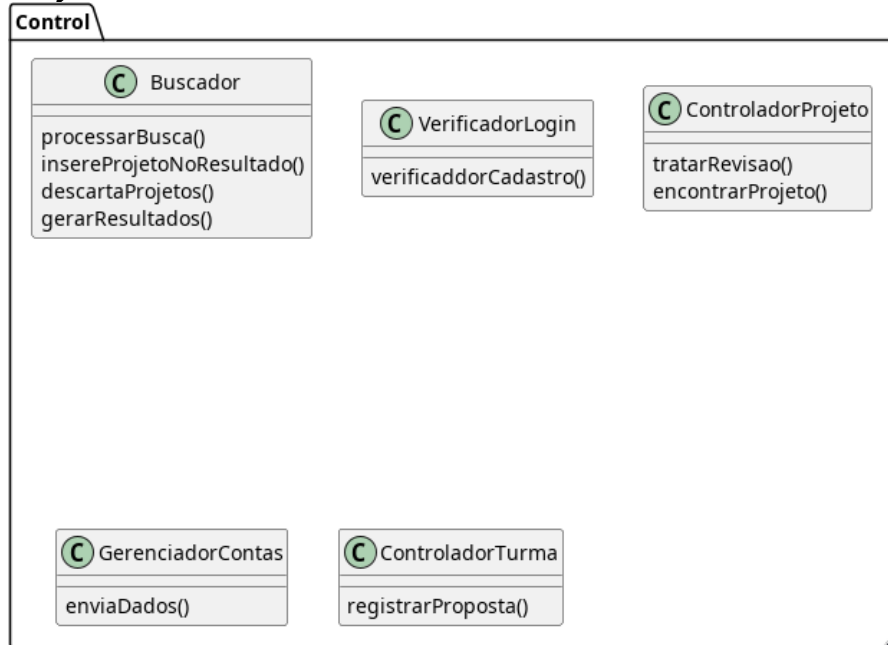 Control
C Buscador
processarBusca()
insereProjetoNoResultado()
descartaProjetos()
gerarResultados()
C VerificadorLogin
verificaddorCadastro()
C ControladorProjeto
tratarRevisao()
encontrarProjeto()
C GerenciadorContas
enviaDados()
C ControladorTurma
registrarProposta()